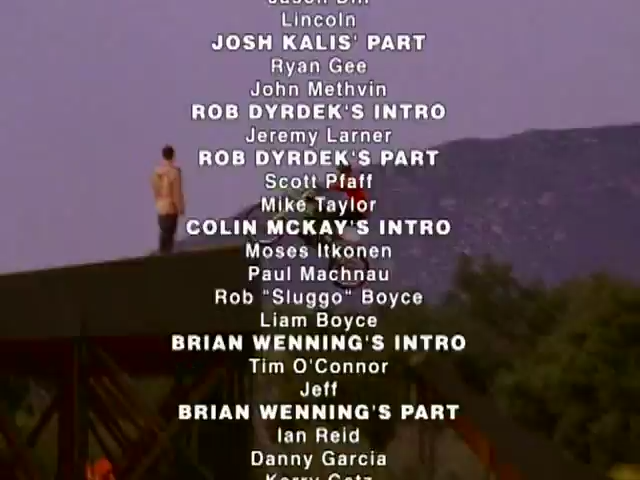 Lincoln
JOSH KALIS' PART
Ryan Gee
John Methvin
ROB DYRDEK'S INTRO
Jeremy Larner
ROB DYRDEK'S PART
Scott Pfaff
Mike Taylor
COLIN MCKAY'S INTRO
Moses Itkonen
Paul Machnau
Rob "Sluggo" Boyce
Liam Boyce
BRIAN WENNING'S INTRO
Tim O'Connor
Jeff
BRIAN WENNING'S PART
Ian Reid
Danny Garcia